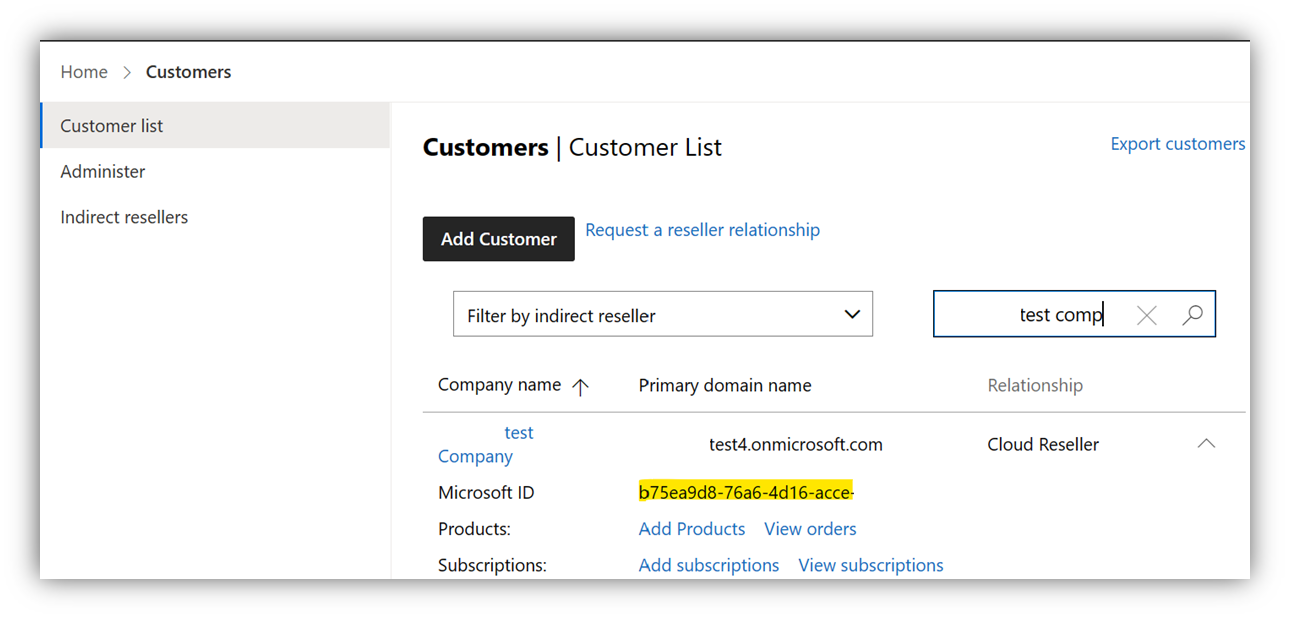 Home > Customers
Customer list
Administer
Indirect resellers
Customers | Customer List
Export customers
Add Customer
Request a reseller relationship
Filter by indirect reseller
test comp
Company name ↑ Primary domain name Relationship
test
Company
test4.onmicrosoft.com Cloud Reseller
Microsoft ID b75ea9d8-76a6-4d16-acce-
Products: Add Products View orders
Subscriptions: Add subscriptions View subscriptions